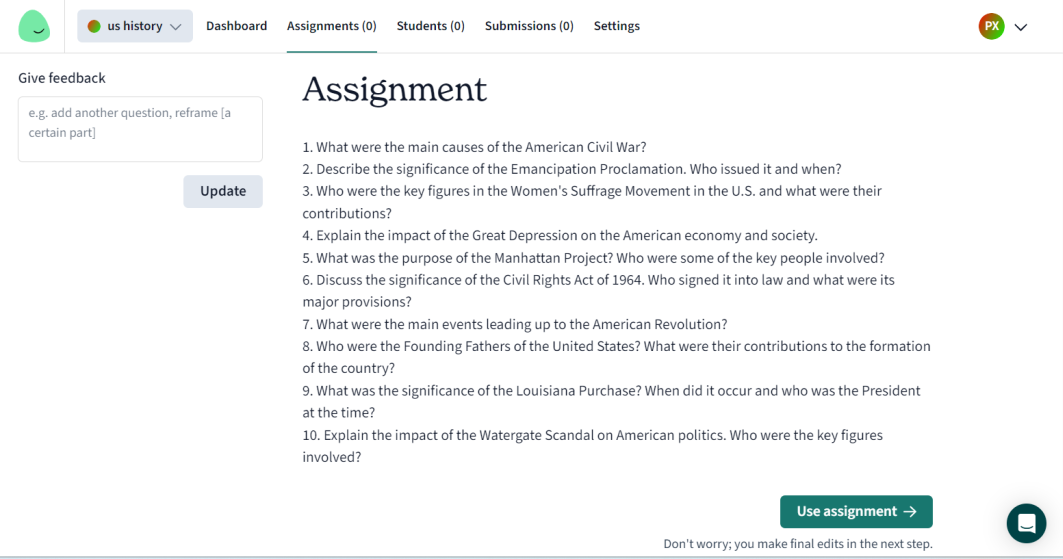 us history
Dashboard
Assignments (0)
Students (0)
Submissions (0)
Settings
PX
Give feedback
e.g. add another question, reframe [a
certain part]
Update
Assignment
1. What were the main causes of the American Civil War?
2. Describe the significance of the Emancipation Proclamation. Who issued it and when?
3. Who were the key figures in the Women's Suffrage Movement in the U.S. and what were their
contributions?
4. Explain the impact of the Great Depression on the American economy and society.
5. What was the purpose of the Manhattan Project? Who were some of the key people involved?
6. Discuss the significance of the Civil Rights Act of 1964. Who signed it into law and what were its
major provisions?
7. What were the main events leading up to the American Revolution?
8. Who were the Founding Fathers of the United States? What were their contributions to the formation
of the country?
9. What was the significance of the Louisiana Purchase? When did it occur and who was the President
at the time?
10. Explain the impact of the Watergate Scandal on American politics. Who were the key figures
involved?
Use assignment →
Don't worry; you make final edits in the next step.